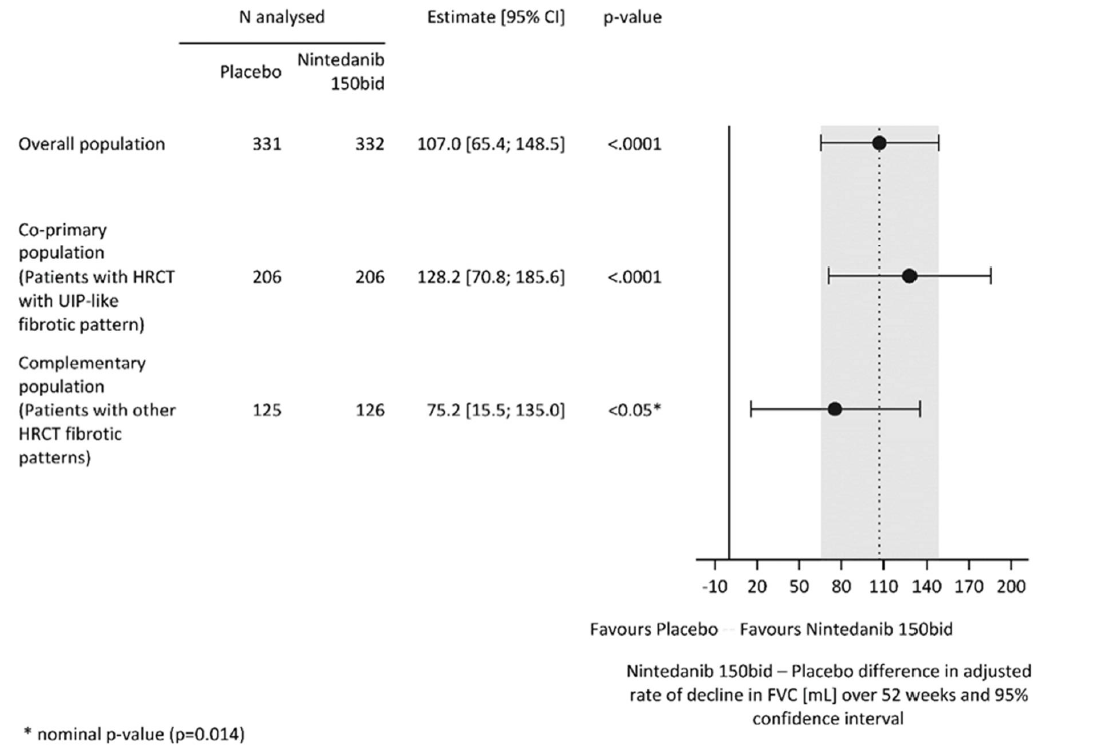 N analysed Estimate [95% CI] p-value
Placebo Nintedanib
150bid
Overall population 331 332 107.0 [65.4; 148.5] <.0001
Co-primary
population
(Patients with HRCT 206 206 128.2 [70.8; 185.6] <.0001
with UIP-like
fibrotic pattern)
Complementary
population
(Patients with other 125 126 75.2 [15.5; 135.0] <0.05*
HRCT fibrotic
patterns)
-10 20 50 80 110 140 170 200
Favours Placebo Favours Nintedanib 150bid
Nintedanib 150bid – Placebo difference in adjusted
rate of decline in FVC [mL] over 52 weeks and 95%
confidence interval
* nominal p-value (p=0.014)